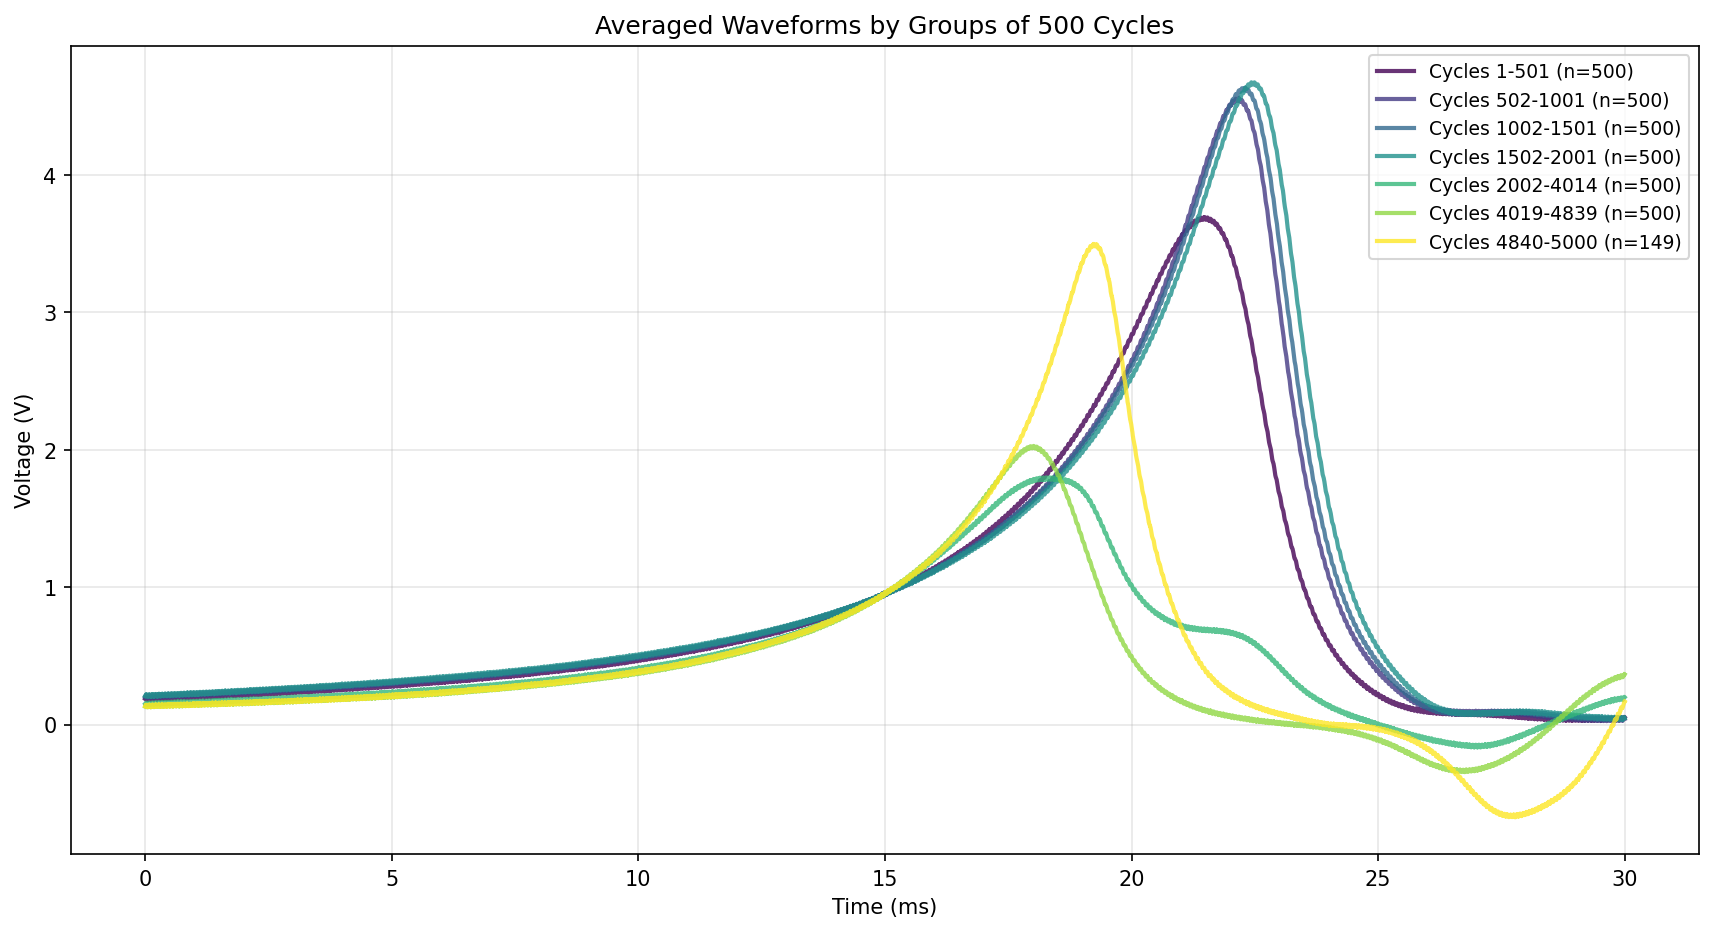 Averaged Waveforms by Groups of 500 Cycles
Cycles 1-501 (n=500)
Cycles 502-1001 (n=500)
Cycles 1002-1501 (n=500)
Cycles 1502-2001 (n=500)
Cycles 2002-4014 (n=500)
Cycles 4019-4839 (n=500)
Cycles 4840-5000 (n=149)
Voltage (V)
4
3
2
1
0
0 5 10 15 20 25 30
Time (ms)